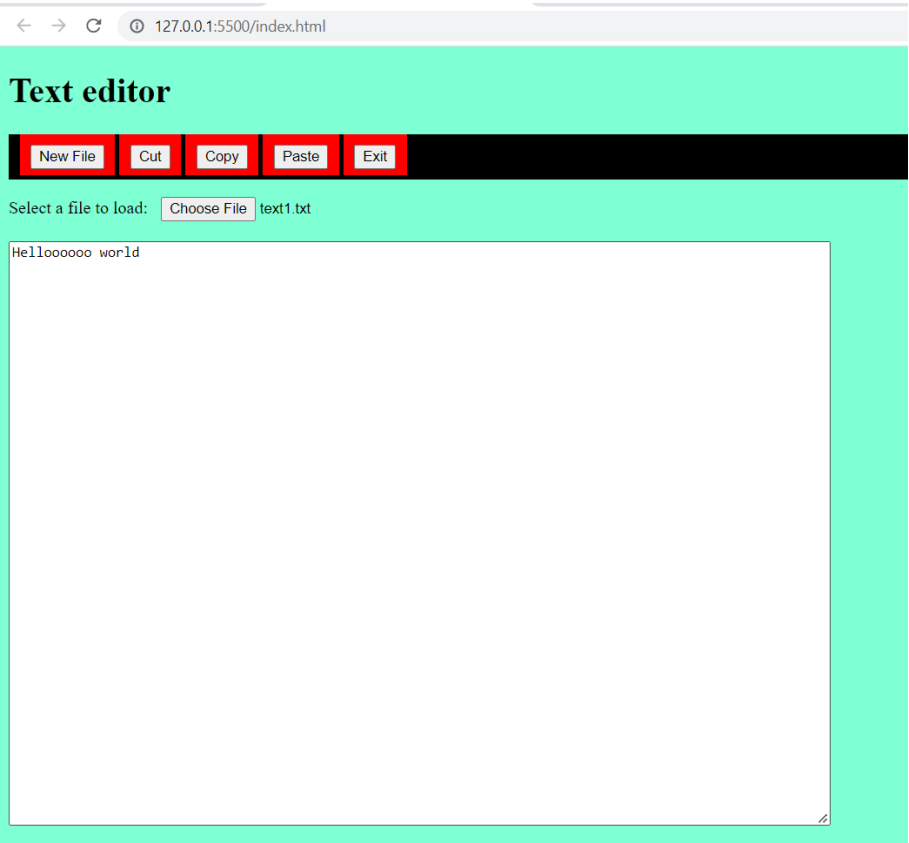 127.0.0.1:5500/index.html
Text editor
New File Cut Copy Paste Exit
Select a file to load: Choose File text1.txt
Helloooooo world